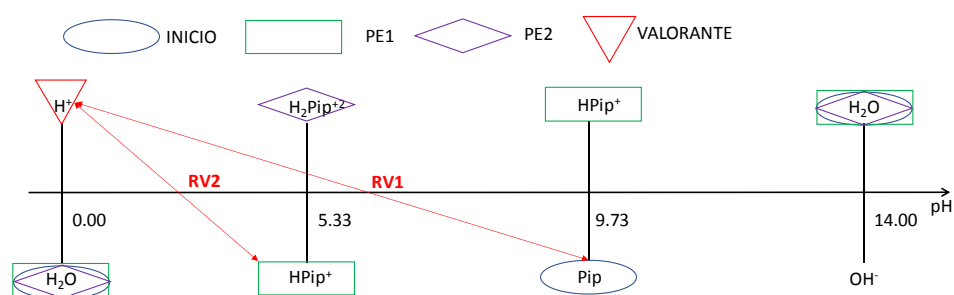 INICIO PE1 PE2 VALORANTE
H⁺ H₂Pip⁺² HPip⁺ H₂O
RV2 RV1
0.00 5.33 9.73 14.00 pH
H₂O HPip⁺ Pip OH⁻